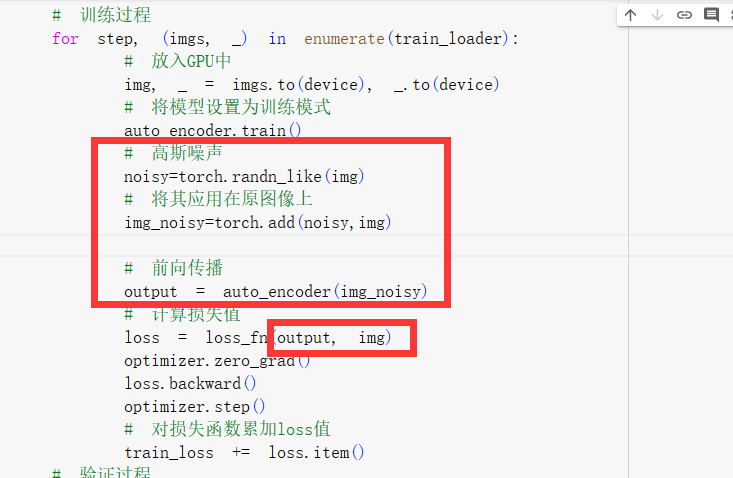 # 训练过程
for step, (imgs, _) in enumerate(train_loader):
# 放入GPU中
img, _ = imgs.to(device), _.to(device)
# 将模型设置为训练模式
auto_encoder.train()
# 高斯噪声
noisy=torch.randn_like(img)
# 将其应用在原图像上
img_noisy=torch.add(noisy,img)
# 前向传播
output = auto_encoder(img_noisy)
# 计算损失值
loss = loss_fn(output, img)
optimizer.zero_grad()
loss.backward()
optimizer.step()
# 对损失函数累加loss值
train_loss += loss.item()
# 验证过程